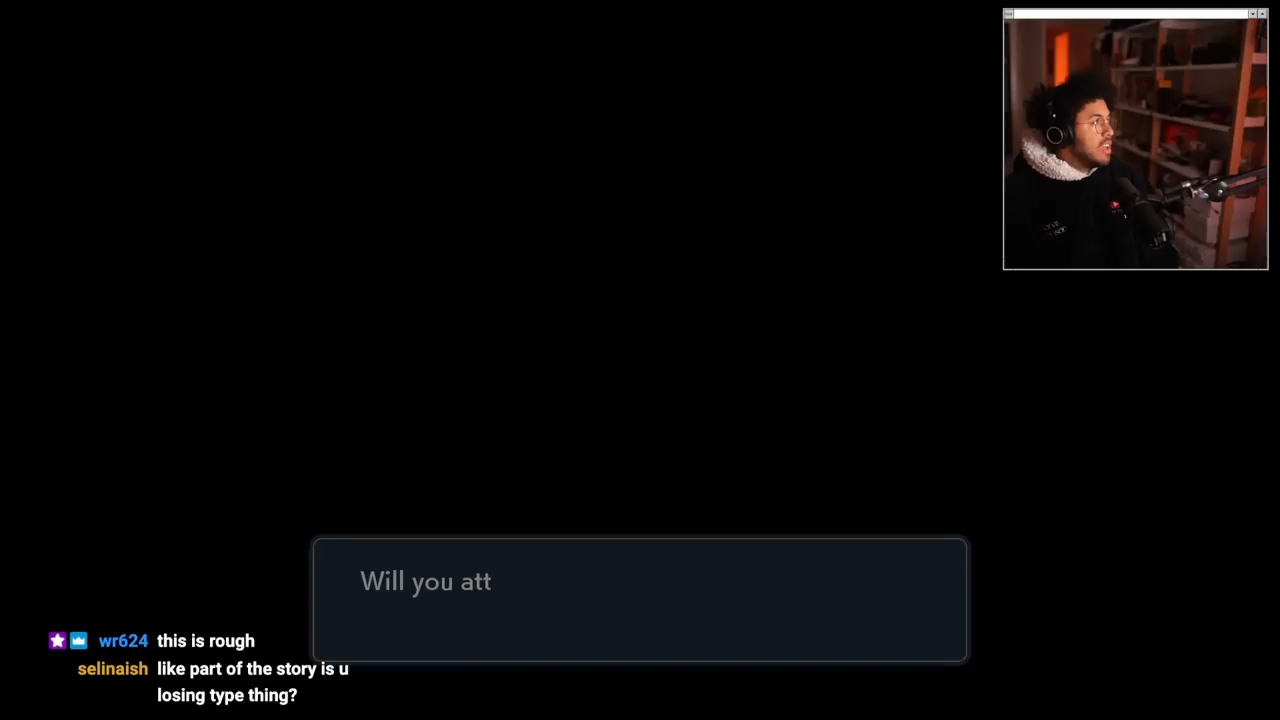 Will you att
wr624 this is rough
selinaish like part of the story is u
losing type thing?